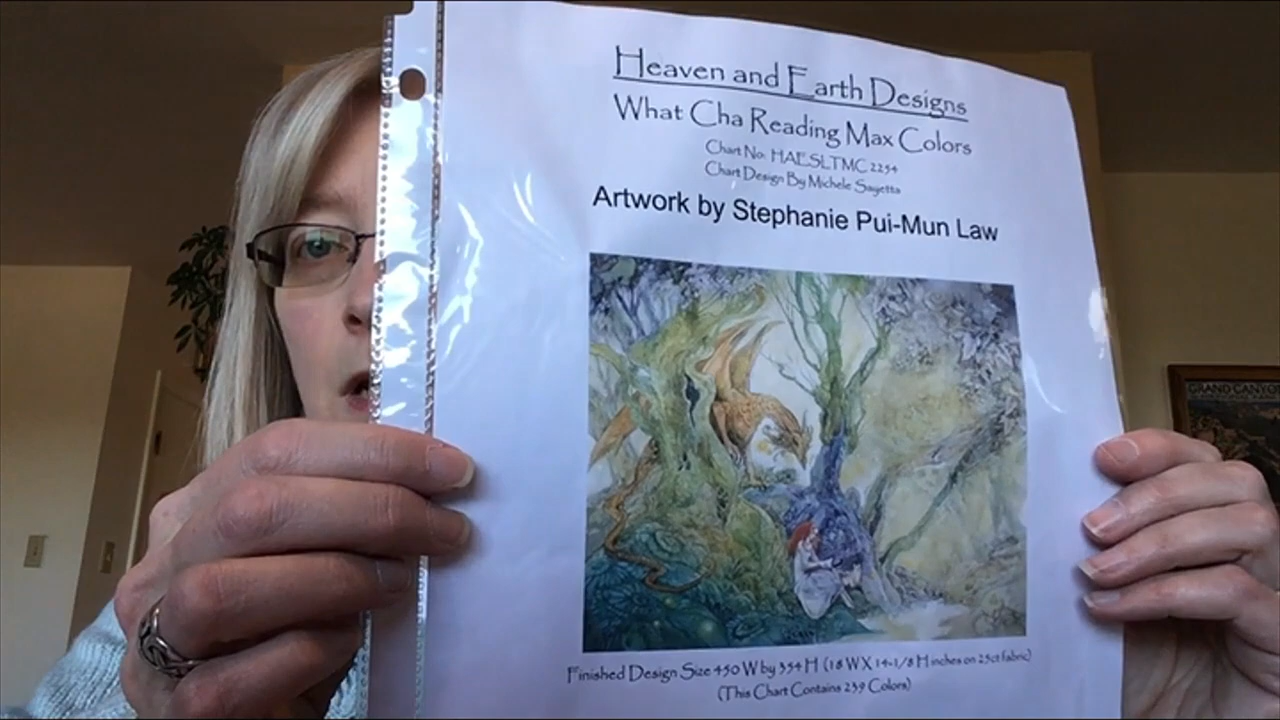 Heaven and Earth Designs
What Cha Reading Max Colors
Chart No: HAESLTMC 2254
Chart Design By Michele Sayetta
Artwork by Stephanie Pui-Mun Law
Finished Design Size 450 W by 354 H (18 W X 14-1/8 H inches on 25ct fabric)
(This Chart Contains 239 Colors)
GRAND CANYON